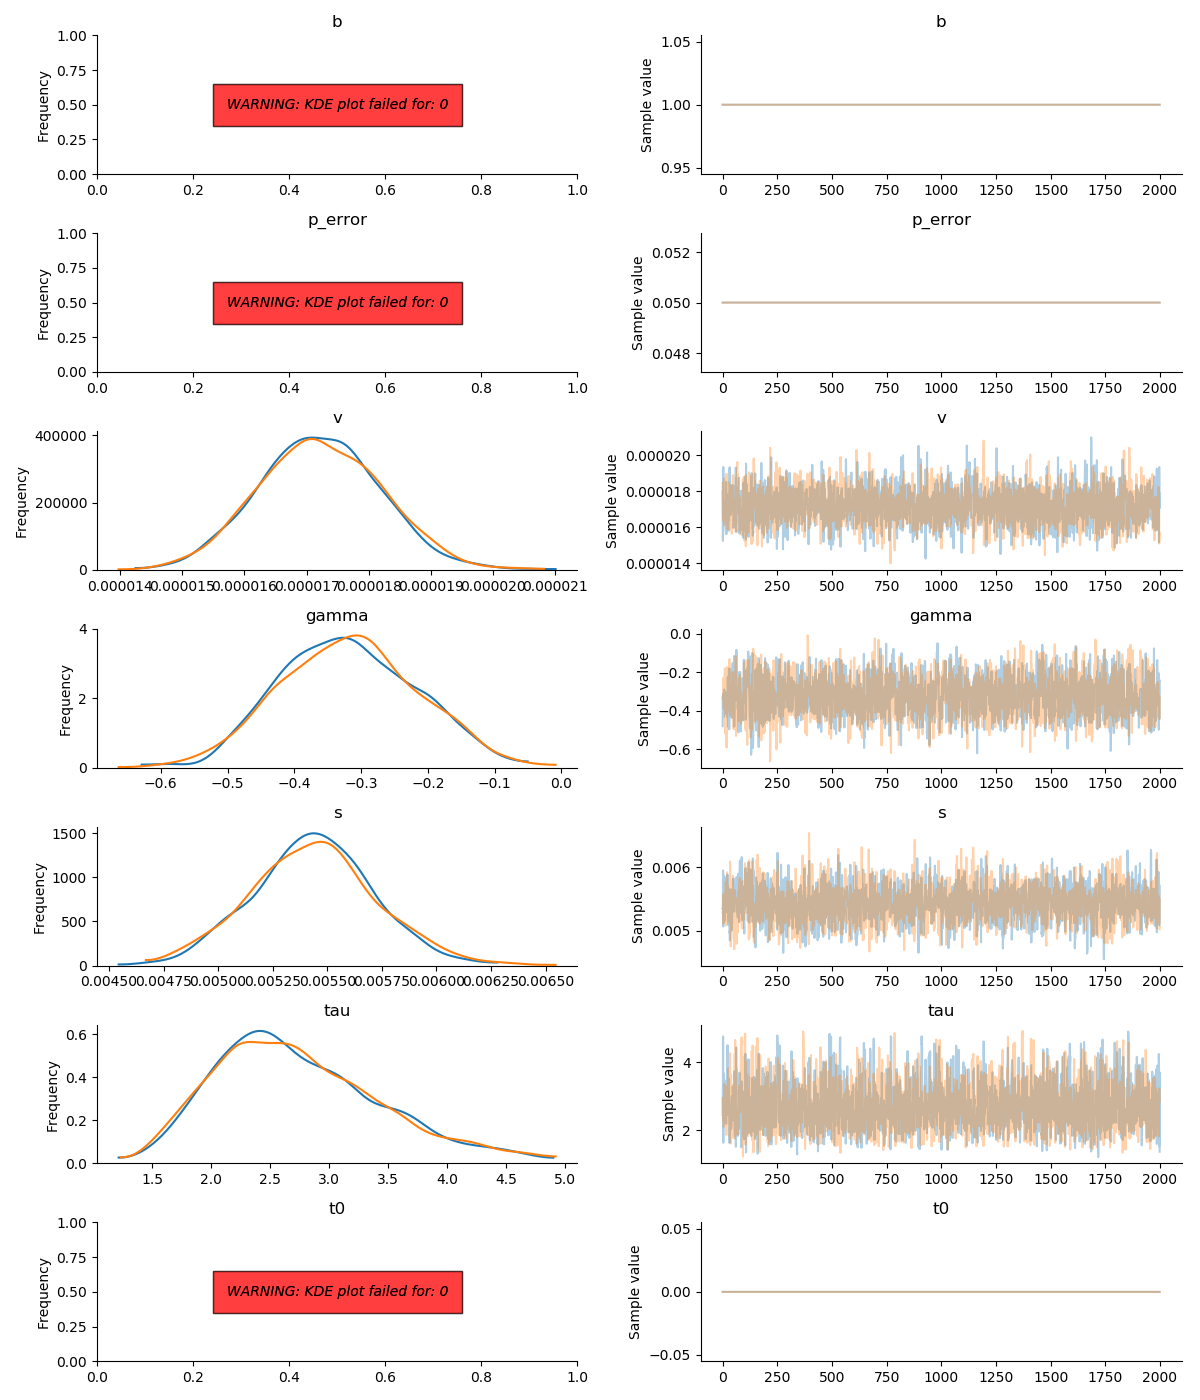 b
Frequency
1.00
0.75
0.50
0.25
0.00
WARNING: KDE plot failed for: 0
0.0 0.2 0.4 0.6 0.8 1.0
b
Sample value
1.05
1.00
0.95
0 250 500 750 1000 1250 1500 1750 2000
p_error
Frequency
1.00
0.75
0.50
0.25
0.00
WARNING: KDE plot failed for: 0
0.0 0.2 0.4 0.6 0.8 1.0
p_error
Sample value
0.052
0.050
0.048
0 250 500 750 1000 1250 1500 1750 2000
v
Frequency
400000
200000
0
0.000014 0.000015 0.000016 0.000017 0.000018 0.000019 0.000020 0.000021
v
Sample value
0.000020
0.000018
0.000016
0.000014
0 250 500 750 1000 1250 1500 1750 2000
gamma
Frequency
4
2
0
−0.6 −0.5 −0.4 −0.3 −0.2 −0.1 0.0
gamma
Sample value
0.0
−0.2
−0.4
−0.6
0 250 500 750 1000 1250 1500 1750 2000
s
Frequency
1500
1000
500
0
0.00450 0.00475 0.00500 0.00525 0.00550 0.00575 0.00600 0.00625 0.00650
s
Sample value
0.006
0.005
0 250 500 750 1000 1250 1500 1750 2000
tau
Frequency
0.6
0.4
0.2
0.0
1.5 2.0 2.5 3.0 3.5 4.0 4.5 5.0
tau
Sample value
4
2
0 250 500 750 1000 1250 1500 1750 2000
t0
Frequency
1.00
0.75
0.50
0.25
0.00
WARNING: KDE plot failed for: 0
0.0 0.2 0.4 0.6 0.8 1.0
t0
Sample value
0.05
0.00
−0.05
0 250 500 750 1000 1250 1500 1750 2000